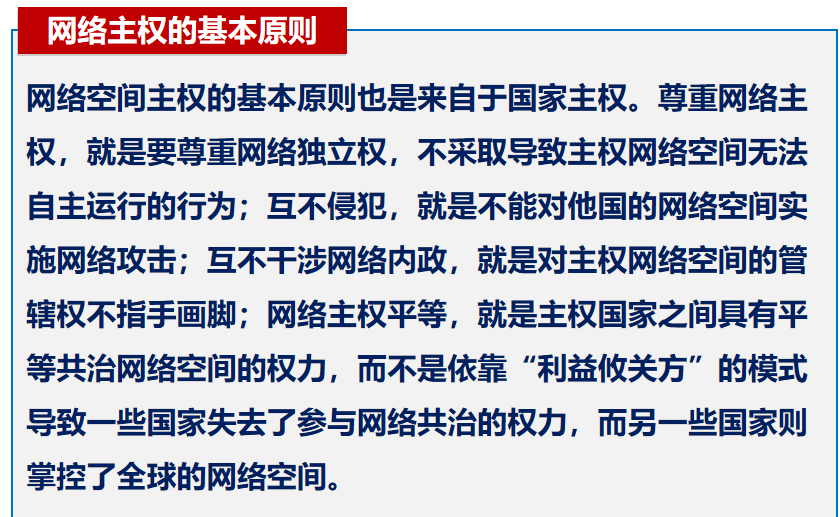 网络主权的基本原则
网络空间主权的基本原则也是来自于国家主权。尊重网络主
权，就是要尊重网络独立权，不采取导致主权网络空间无法
自主运行的行为；互不侵犯，就是不能对他国的网络空间实
施网络攻击；互不干涉网络内政，就是对主权网络空间的管
辖权不指手画脚；网络主权平等，就是主权国家之间具有平
等共治网络空间的权力，而不是依靠“利益攸关方”的模式
导致一些国家失去了参与网络共治的权力，而另一些国家则
掌控了全球的网络空间。